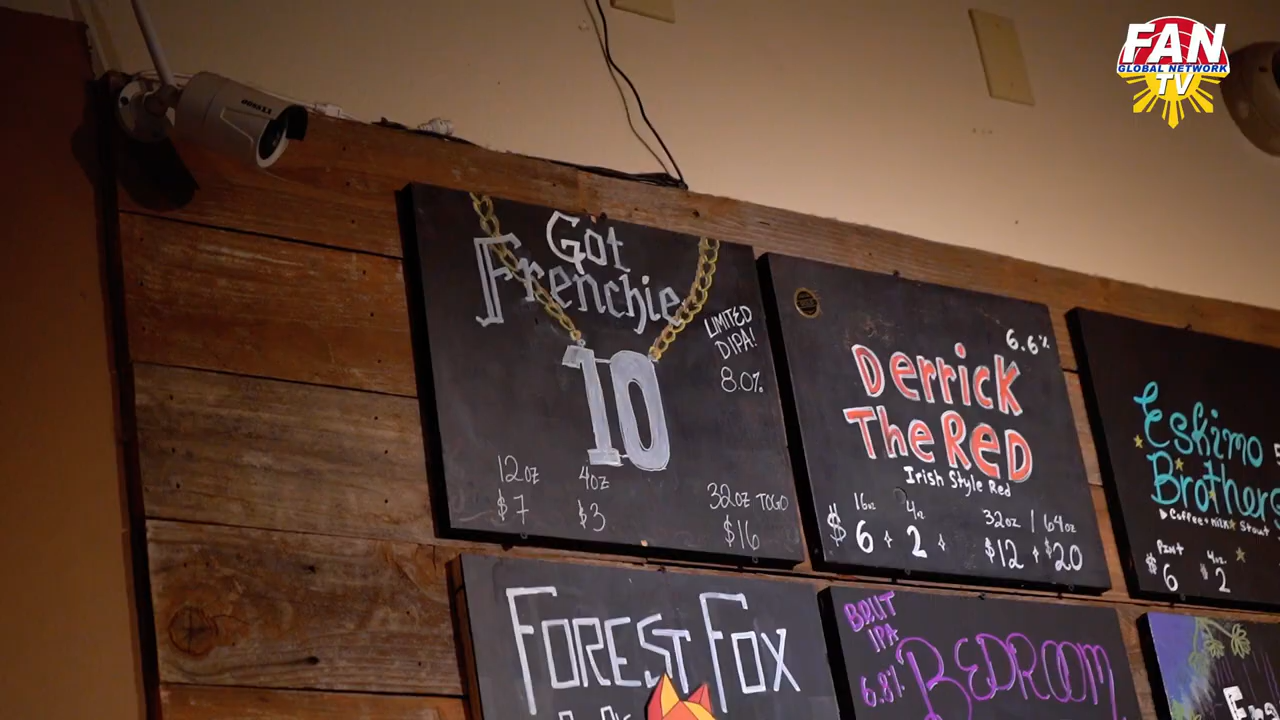 FAN
GLOBAL NETWORK
TV
Got
Frenchie
10
LIMITED
DIPA!
8.0%
12oz
$7
4oz
$3
32oz TOGO
$16
6.6%
Derrick
The Red
Irish Style Red
16oz 4oz 32oz / 64oz
$6 + 2 + $12 + $20
Eskimo
Brothers
Coffee + Milk Stout
Pint 4oz
$6 $2
Forest Fox
BRUT
IPA
6.8%
BEDROOM